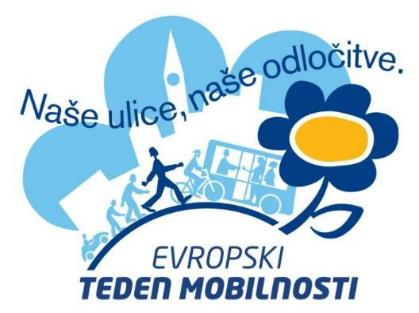 Naše ulice, naše odločitve.
EVROPSKI
TEDEN MOBILNOSTI